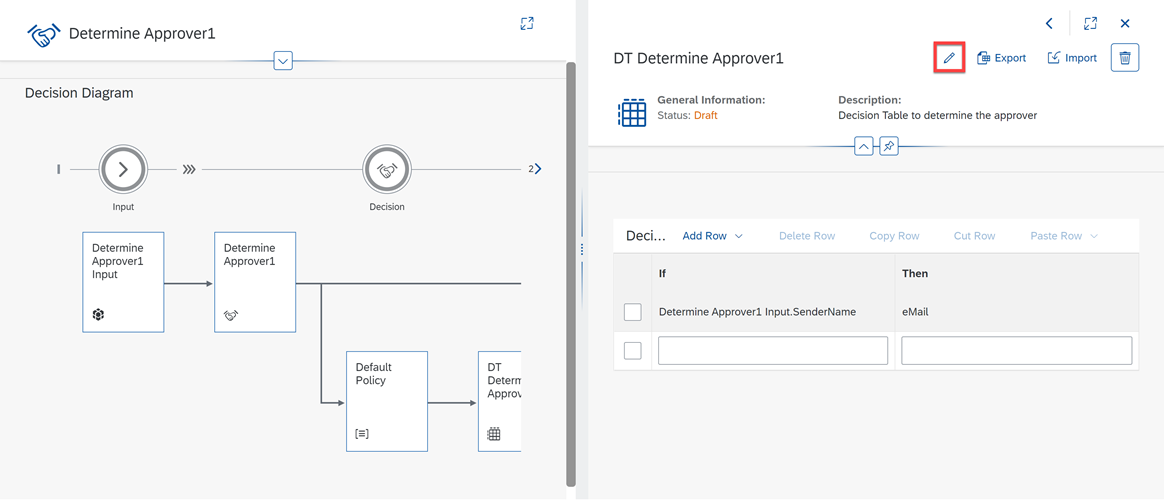 Determine Approver1
Decision Diagram
2
Input
Decision
Determine
Approver1
Input
Determine
Approver1
Default
Policy
DT
Determ
Approv
DT Determine Approver1
Export
Import
General Information:
Status: Draft
Description:
Decision Table to determine the approver
Deci...
Add Row
Delete Row
Copy Row
Cut Row
Paste Row
If
Then
Determine Approver1 Input.SenderName
eMail